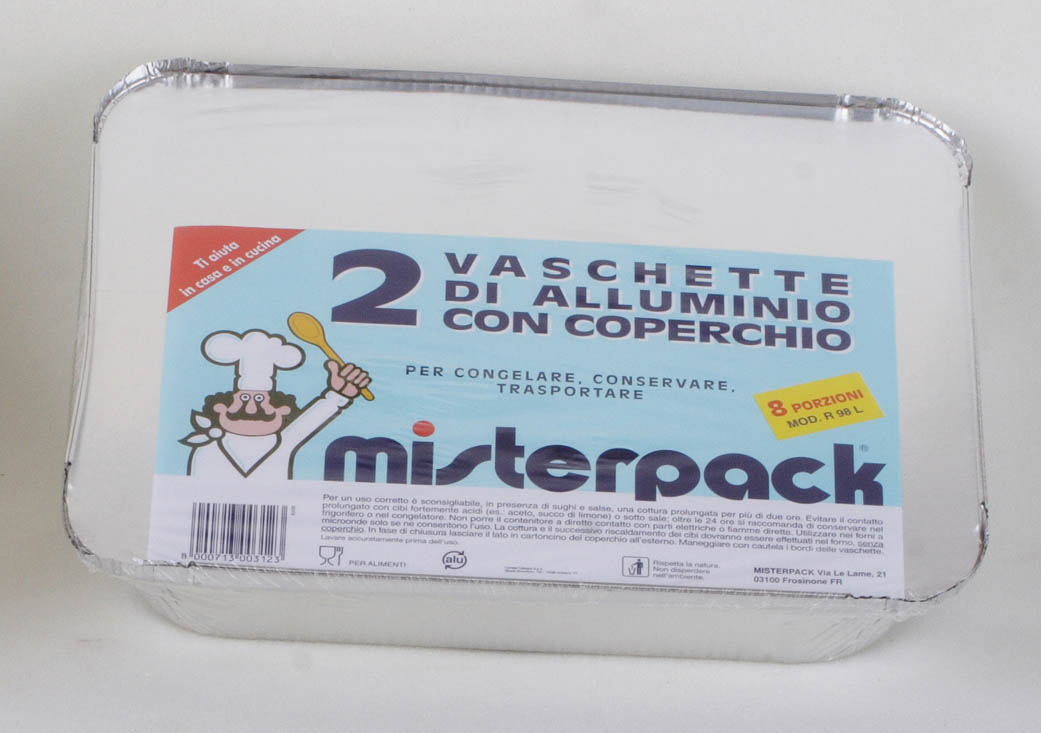 Ti aiuta
in casa e in cucina
2
VASCHETTE
DI ALLUMINIO
CON COPERCHIO
PER CONGELARE, CONSERVARE,
TRASPORTARE
8 PORZIONI
MOD. R 98 L
misterpack®
Per un uso corretto è sconsigliabile, in presenza di sughi e salse, una cottura prolungata per più di due ore. Evitare il contatto
prolungato con cibi fortemente acidi (es.: aceto, succo di limone) o sotto sale; oltre le 24 ore si raccomanda di conservare nel
frigorifero o nel congelatore. Non porre il contenitore a diretto contatto con parti elettriche o fiamme dirette. Utilizzare nei forni a
microonde solo se ne consentono l'uso. La cottura e il successivo riscaldamento dei cibi dovranno essere effettuati nel forno, senza
coperchio. In fase di chiusura lasciare il lato in cartoncino del coperchio all'esterno. Maneggiare con cautela i bordi delle vaschette.
Lavare accuratamente prima dell'uso.
8 000713 003123
PER ALIMENTI
alu
Rispetta la natura.
Non disperdere
nell'ambiente.
MISTERPACK Via Le Lame, 21
03100 Frosinone FR